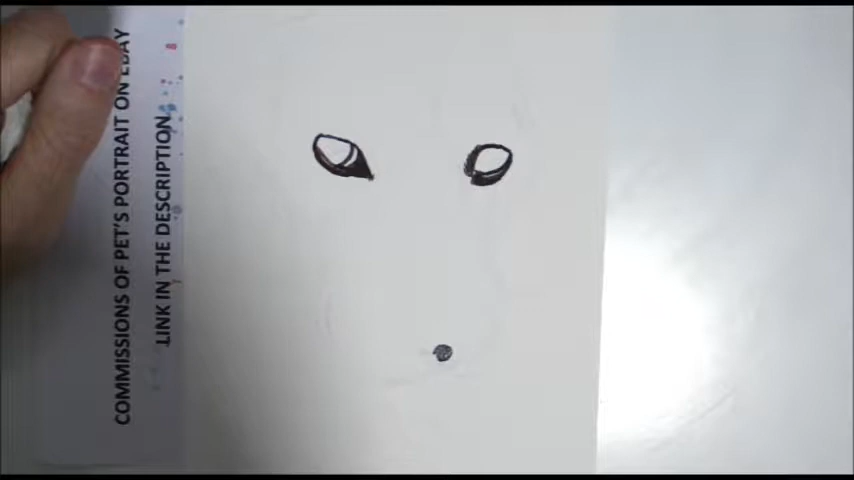 COMMISSIONS OF PET'S PORTRAIT ON EBAY
LINK IN THE DESCRIPTION